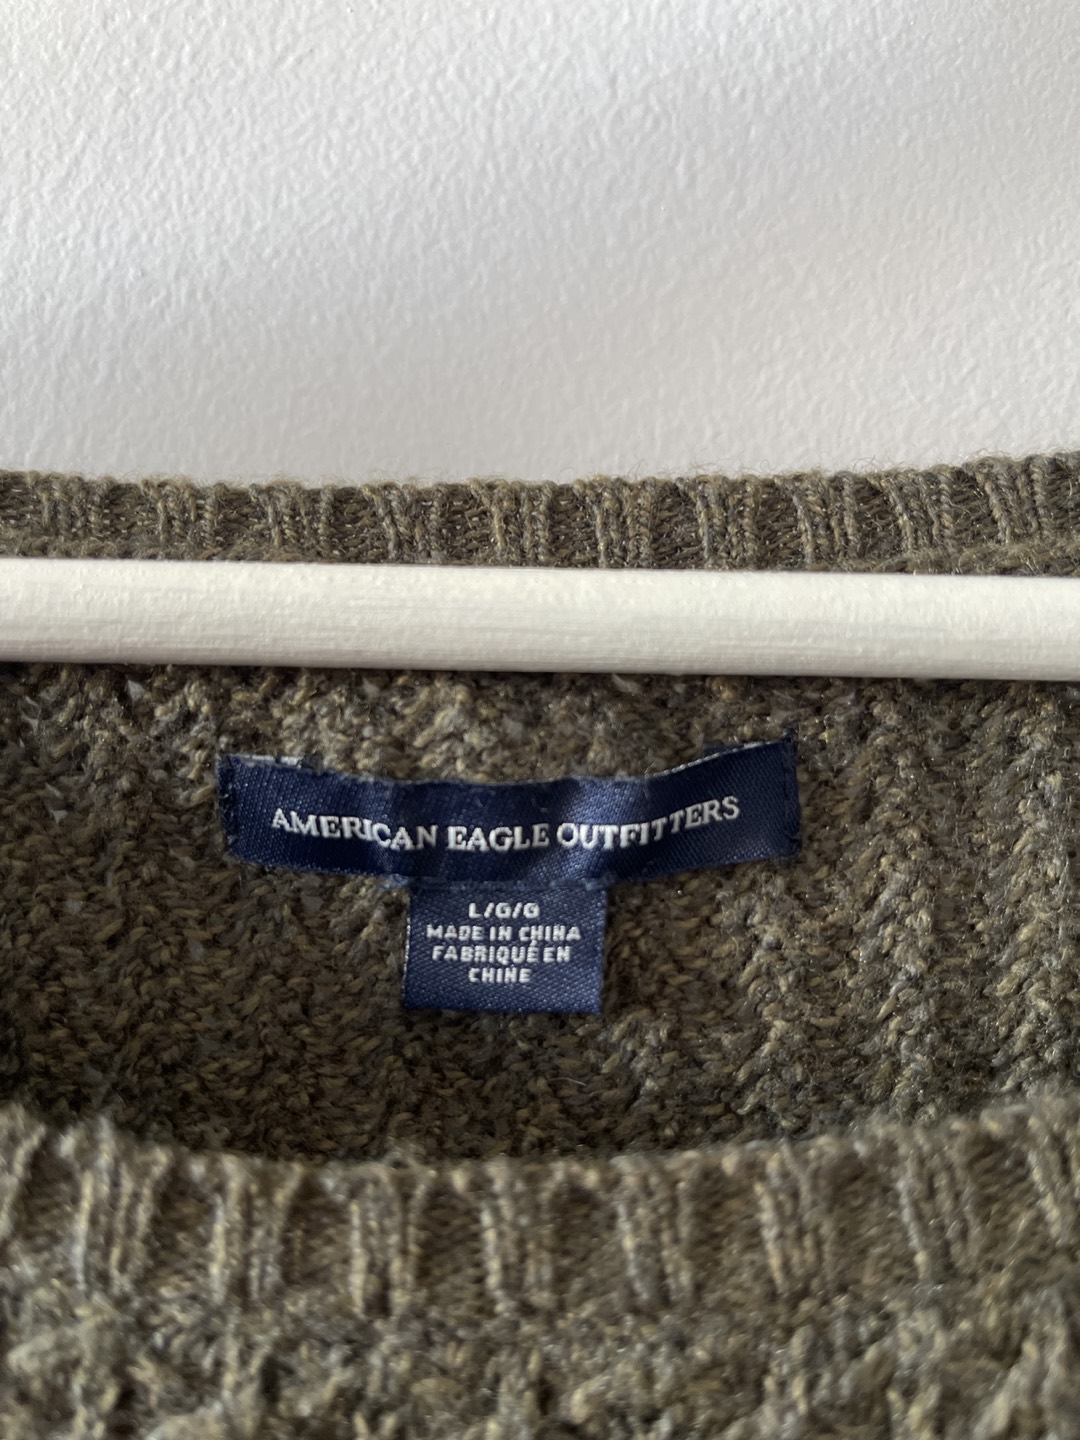 AMERICAN EAGLE OUTFITTERS
L/G/G
MADE IN CHINA
FABRIQUÉ EN
CHINE